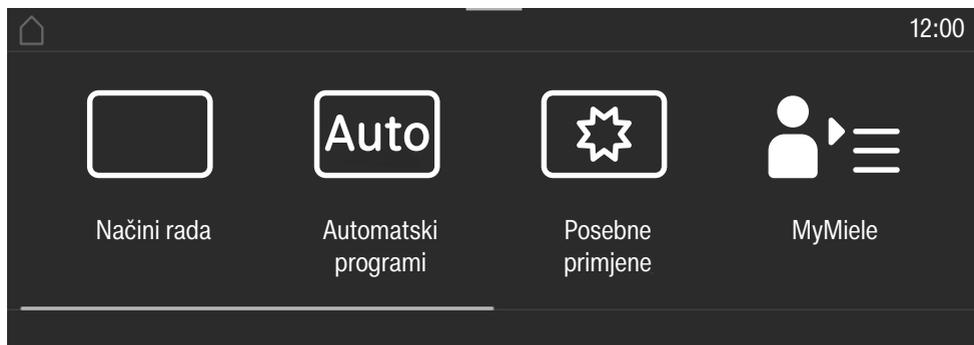 12:00
Auto
Načini rada
Automatski
programi
Posebne
primjene
MyMiele